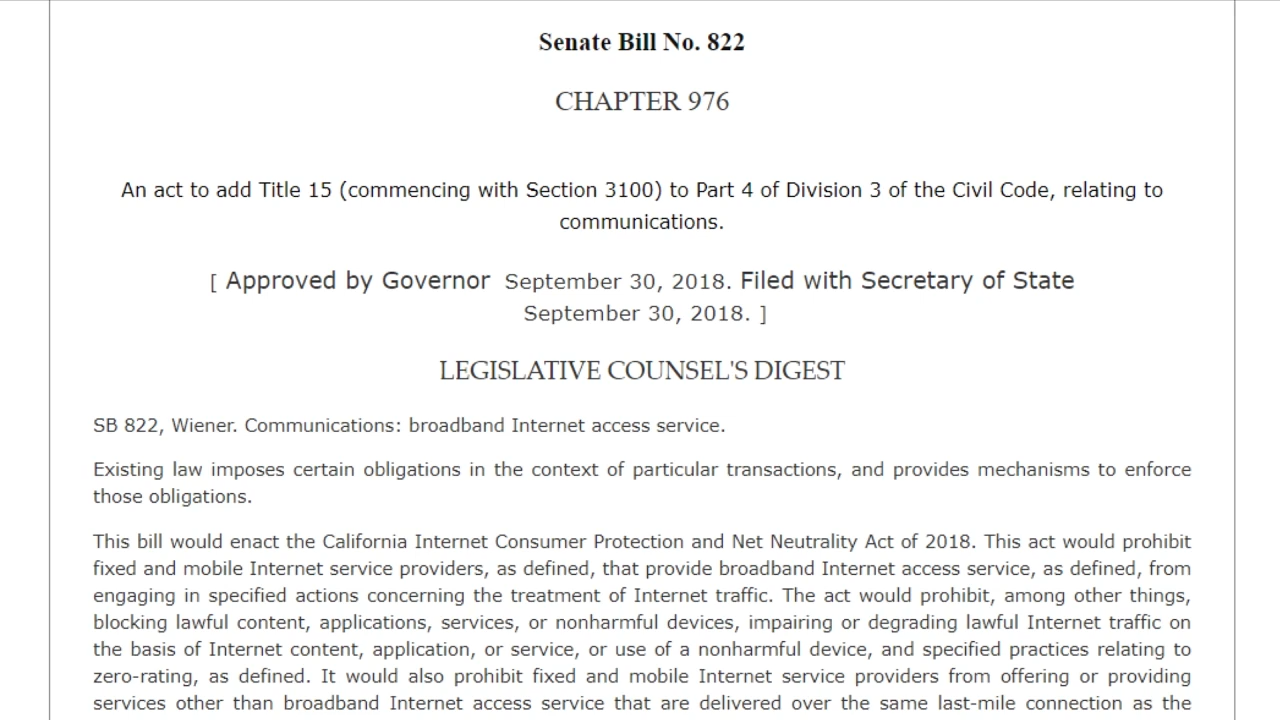 Senate Bill No. 822
CHAPTER 976
An act to add Title 15 (commencing with Section 3100) to Part 4 of Division 3 of the Civil Code, relating to
communications.
[ Approved by Governor September 30, 2018. Filed with Secretary of State
September 30, 2018. ]
LEGISLATIVE COUNSEL'S DIGEST
SB 822, Wiener. Communications: broadband Internet access service.
Existing law imposes certain obligations in the context of particular transactions, and provides mechanisms to enforce
those obligations.
This bill would enact the California Internet Consumer Protection and Net Neutrality Act of 2018. This act would prohibit
fixed and mobile Internet service providers, as defined, that provide broadband Internet access service, as defined, from
engaging in specified actions concerning the treatment of Internet traffic. The act would prohibit, among other things,
blocking lawful content, applications, services, or nonharmful devices, impairing or degrading lawful Internet traffic on
the basis of Internet content, application, or service, or use of a nonharmful device, and specified practices relating to
zero-rating, as defined. It would also prohibit fixed and mobile Internet service providers from offering or providing
services other than broadband Internet access service that are delivered over the same last-mile connection as the